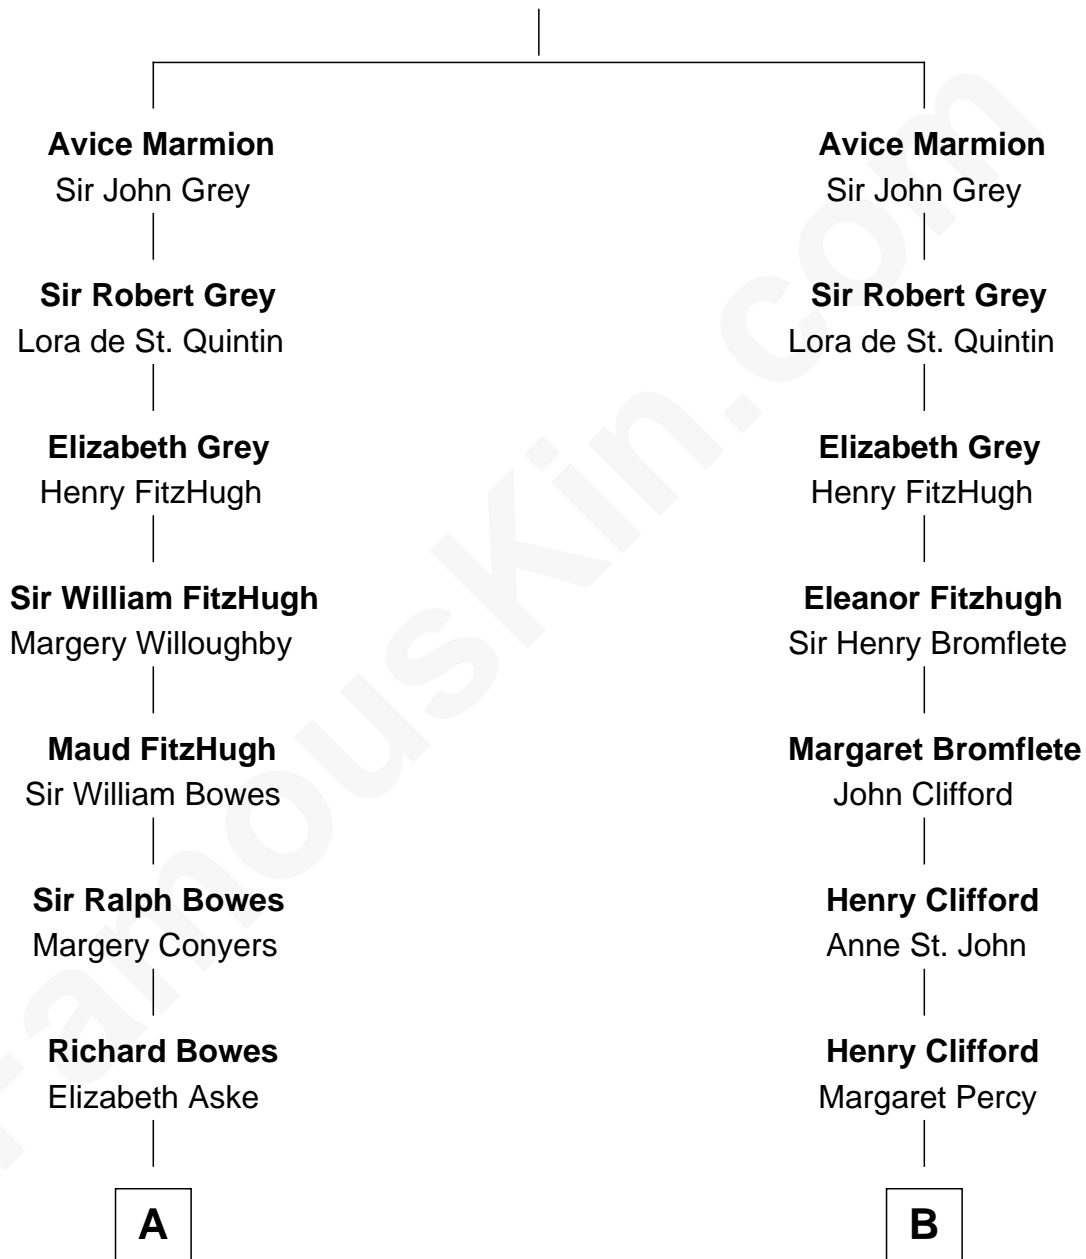 Avice Marmion
Sir John Grey
Sir Robert Grey
Lora de St. Quintin
Elizabeth Grey
Henry FitzHugh
Sir William FitzHugh
Margery Willoughby
Maud FitzHugh
Sir William Bowes
Sir Ralph Bowes
Margery Conyers
Richard Bowes
Elizabeth Aske
A
Avice Marmion
Sir John Grey
Sir Robert Grey
Lora de St. Quintin
Elizabeth Grey
Henry FitzHugh
Eleanor Fitzhugh
Sir Henry Bromflete
Margaret Bromflete
John Clifford
Henry Clifford
Anne St. John
Henry Clifford
Margaret Percy
B
FamousKin.com